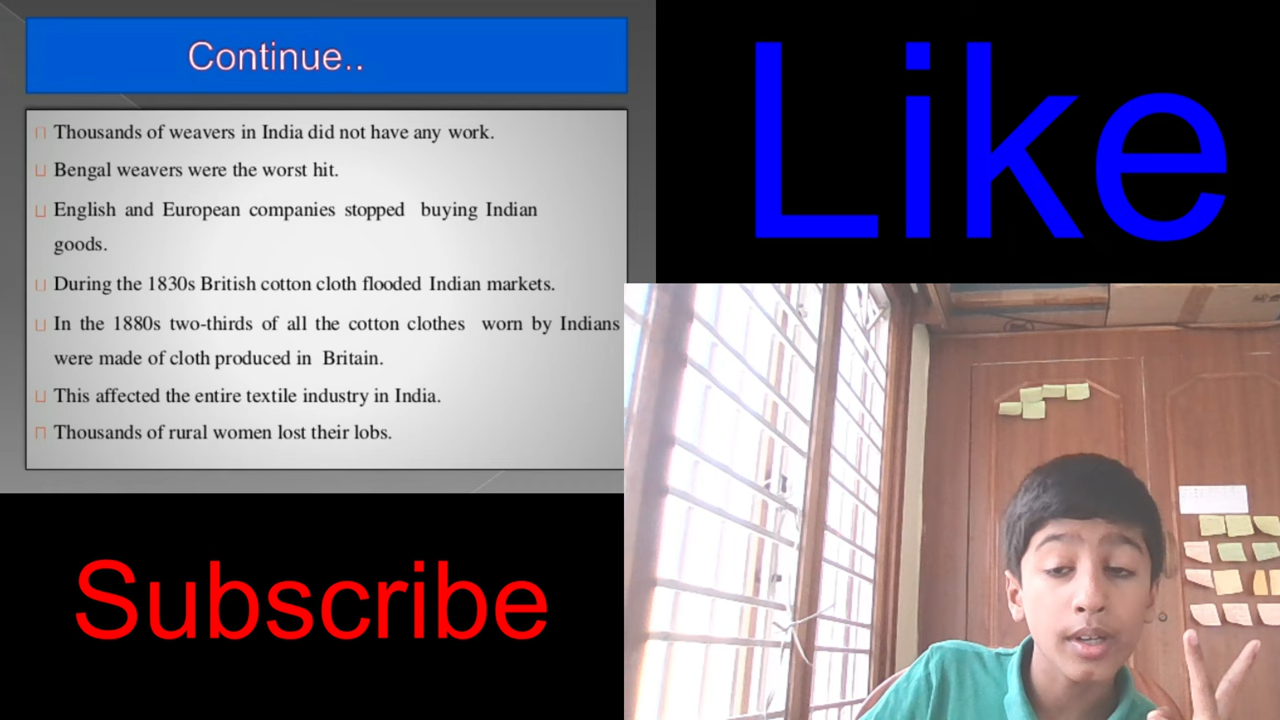 Continue..
Thousands of weavers in India did not have any work.
Bengal weavers were the worst hit.
English and European companies stopped buying Indian
goods.
During the 1830s British cotton cloth flooded Indian markets.
In the 1880s two-thirds of all the cotton clothes worn by Indians
were made of cloth produced in Britain.
This affected the entire textile industry in India.
Thousands of rural women lost their lobs.
Like
Subscribe